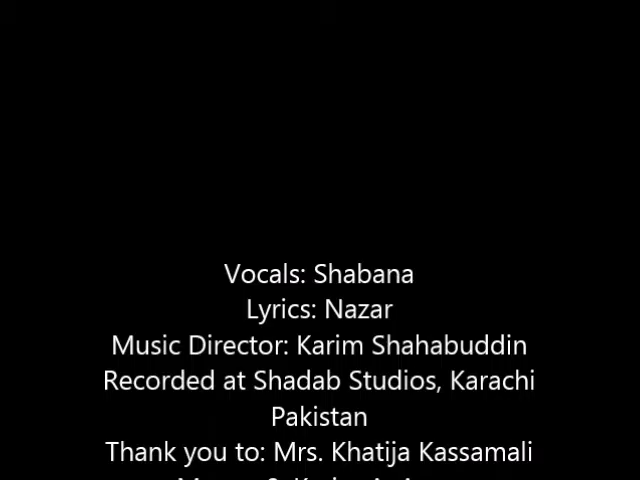 Vocals: Shabana
Lyrics: Nazar
Music Director: Karim Shahabuddin
Recorded at Shadab Studios, Karachi
Pakistan
Thank you to: Mrs. Khatija Kassamali